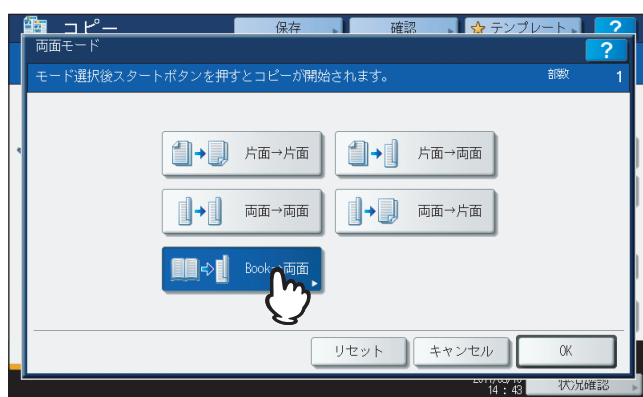 コピー 保存 確認 テンプレート ?
両面モード ?
モード選択後スタートボタンを押すとコピーが開始されます。 部数 1
片面→片面 片面→両面
両面→両面 両面→片面
Book→両面
リセット キャンセル OK
14 : 43 状況確認